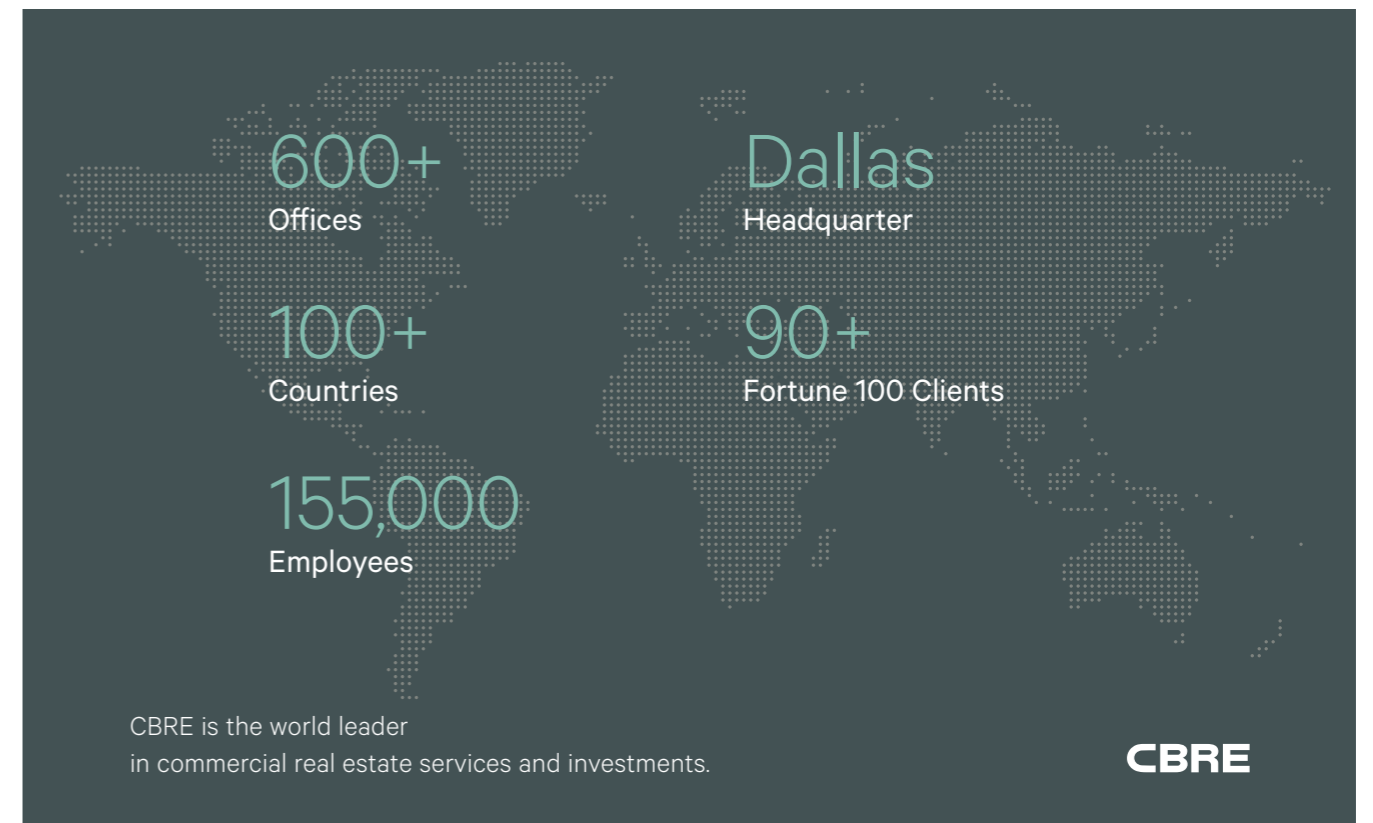 600+
Offices
Dallas
Headquarter
100+
Countries
90+
Fortune 100 Clients
155,000
Employees
CBRE is the world leader
in commercial real estate services and investments.
CBRE